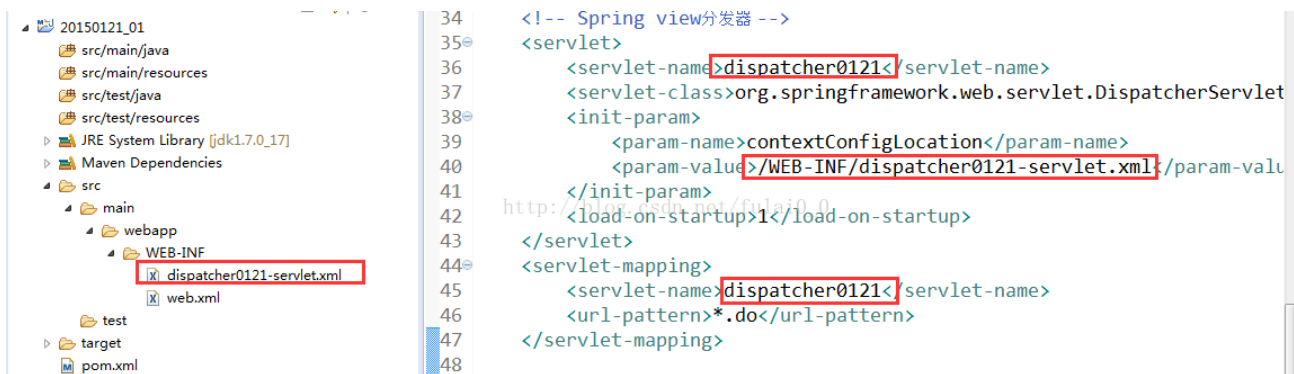 20150121_01
src/main/java
src/main/resources
src/test/java
src/test/resources
JRE System Library [jdk1.7.0_17]
Maven Dependencies
src
main
webapp
WEB-INF
dispatcher0121-servlet.xml
web.xml
test
target
pom.xml
34 <!-- Spring view分发器 -->
35 <servlet>
36 <servlet-name>dispatcher0121</servlet-name>
37 <servlet-class>org.springframework.web.servlet.DispatcherServlet
38 <init-param>
39 <param-name>contextConfigLocation</param-name>
40 <param-value>/WEB-INF/dispatcher0121-servlet.xml</param-valu
41 </init-param>
http://blog.csdn.net/fulai0_0
42 <load-on-startup>1</load-on-startup>
43 </servlet>
44 <servlet-mapping>
45 <servlet-name>dispatcher0121</servlet-name>
46 <url-pattern>*.do</url-pattern>
47 </servlet-mapping>
48